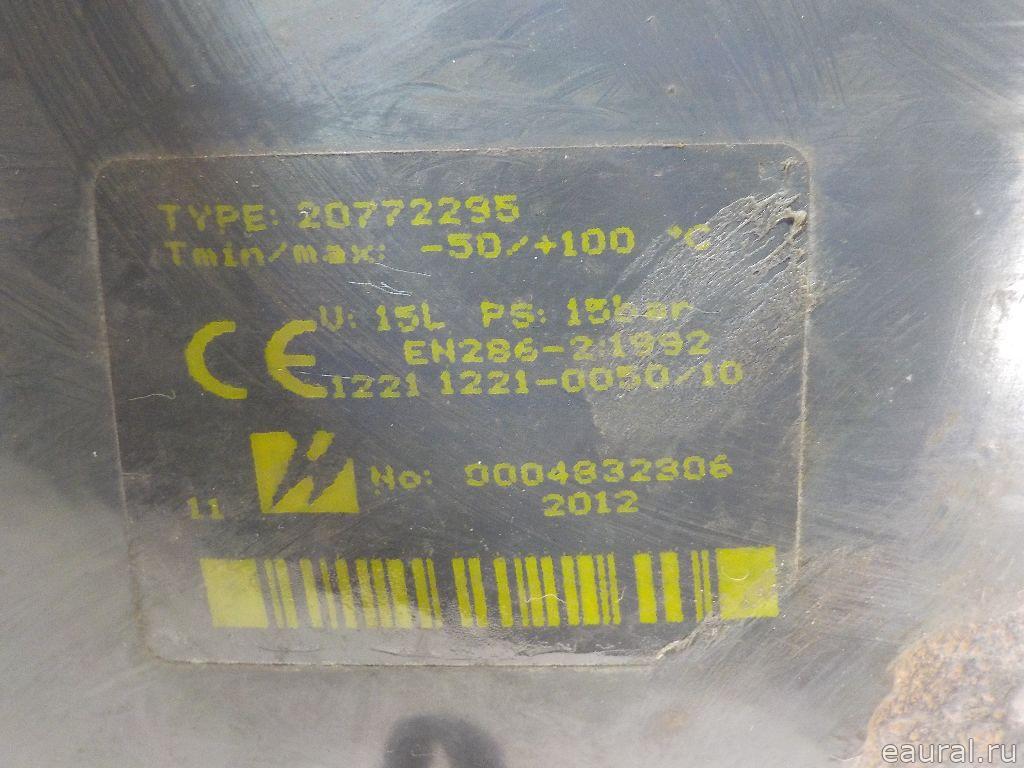 TYPE: 20772295
Tmin/max: -50/+100 °C
V: 15L PS: 15bar
CE EN286-2:1992
1221 1221-0050/10
No: 0004832306
11 2012
eaural.ru